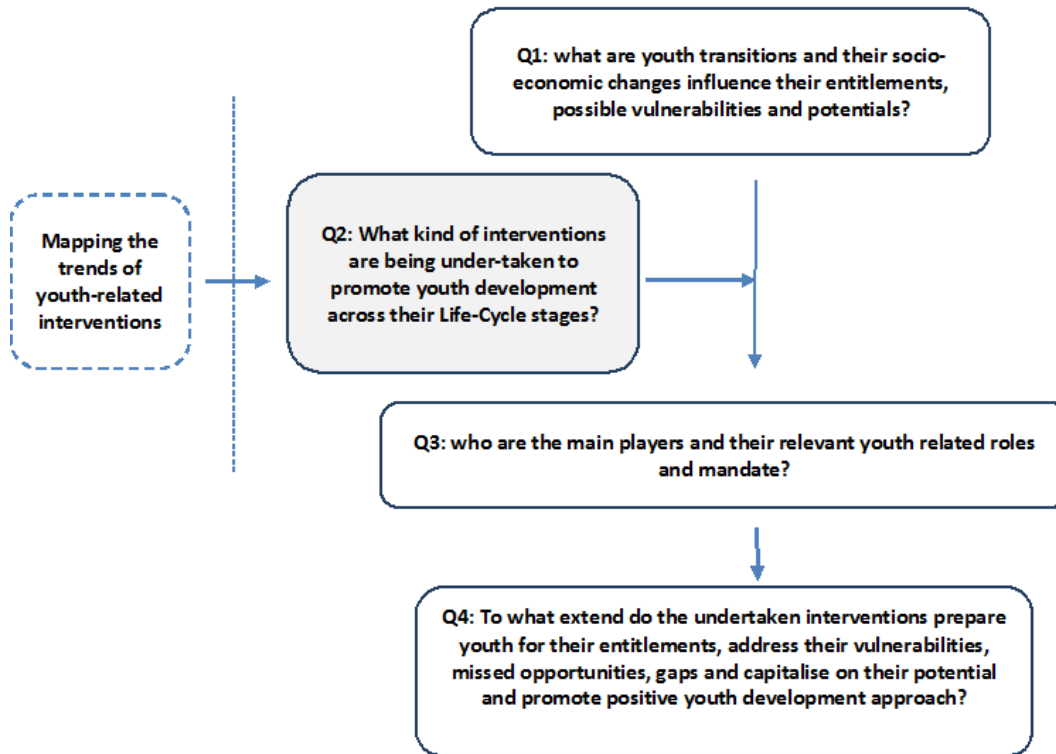 Q1: what are youth transitions and their socio-
economic changes influence their entitlements,
possible vulnerabilities and potentials?
Mapping the
trends of
youth-related
interventions
Q2: What kind of interventions
are being under-taken to
promote youth development
across their Life-Cycle stages?
Q3: who are the main players and their relevant youth related roles
and mandate?
Q4: To what extend do the undertaken interventions prepare
youth for their entitlements, address their vulnerabilities,
missed opportunities, gaps and capitalise on their potential
and promote positive youth development approach?